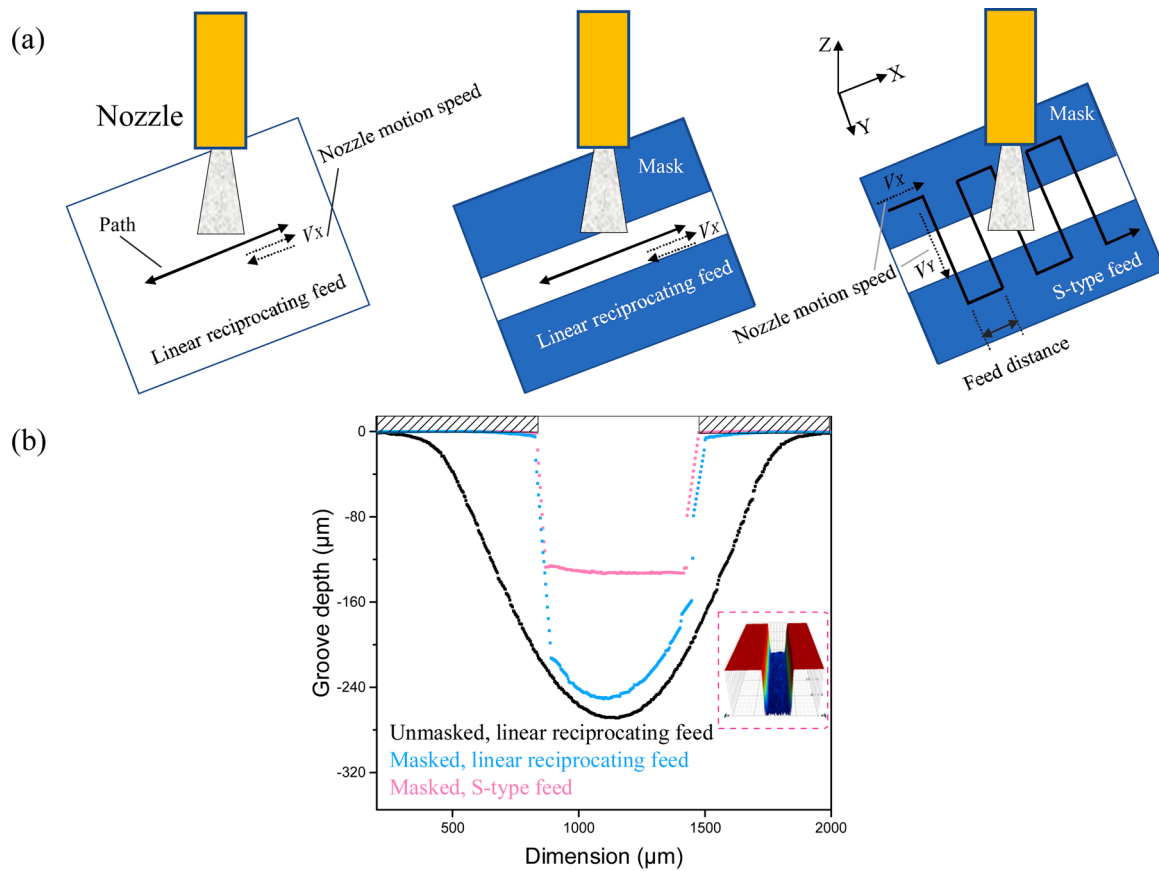 (a)
Nozzle
Nozzle motion speed
Path
Vx
Linear reciprocating feed
Mask
Vx
Linear reciprocating feed
Z
X
Y
Mask
Vx
VY
S-type feed
Nozzle motion speed
Feed distance
(b)
Groove depth (μm)
0
-80
-160
-240
-320
Unmasked, linear reciprocating feed
Masked, linear reciprocating feed
Masked, S-type feed
500
1000
1500
2000
Dimension (μm)